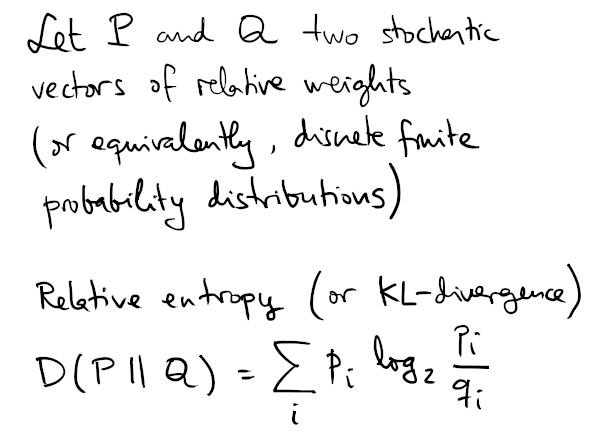 Let P and Q two stochastic
vectors of relative weights
(or equivalently, discrete finite
probability distributions)
Relative entropy (or KL-divergence)
D(P || Q) = ∑_i p_i log_2 p_i/q_i